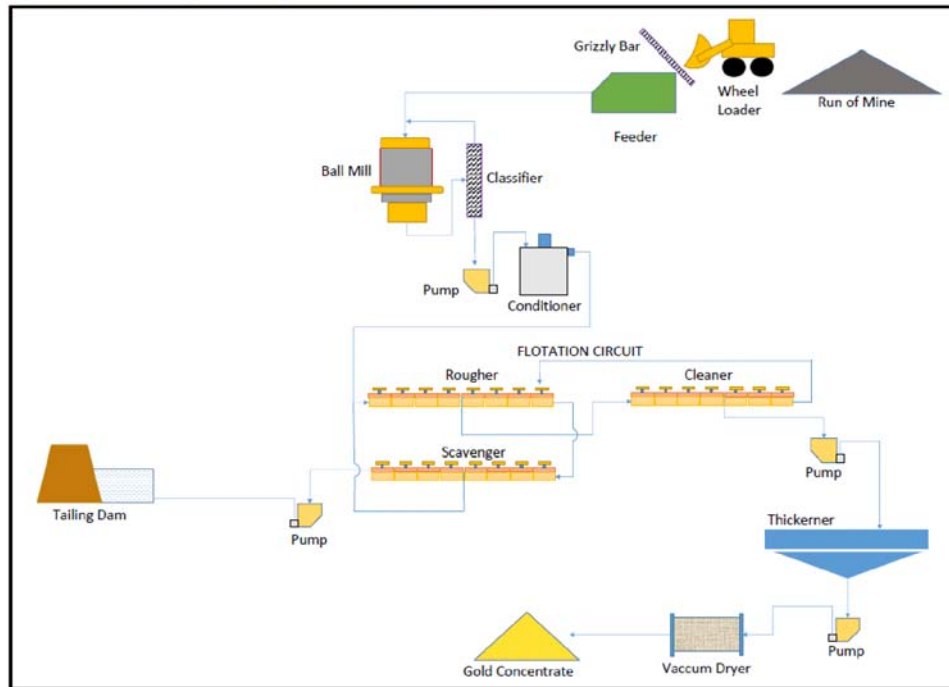 Grizzly Bar
Wheel
Loader
Run of Mine
Feeder
Ball Mill
Classifier
Pump
Conditioner
FLOTATION CIRCUIT
Rougher
Cleaner
Scavenger
Pump
Tailing Dam
Pump
Thickerner
Gold Concentrate
Vaccum Dryer
Pump